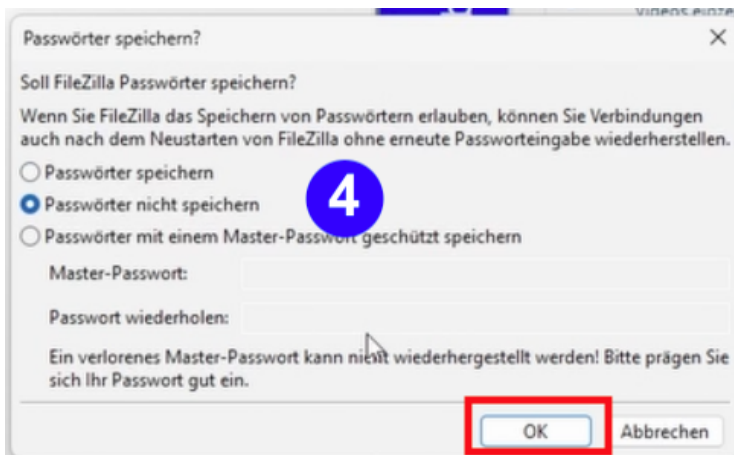 Videos einze
Passwörter speichern?
Soll FileZilla Passwörter speichern?
Wenn Sie FileZilla das Speichern von Passwörtern erlauben, können Sie Verbindungen
auch nach dem Neustarten von FileZilla ohne erneute Passworteingabe wiederherstellen.
Passwörter speichern
Passwörter nicht speichern
4
Passwörter mit einem Master-Passwort geschützt speichern
Master-Passwort:
Passwort wiederholen:
Ein verlorenes Master-Passwort kann nicht wiederhergestellt werden! Bitte prägen Sie
sich Ihr Passwort gut ein.
OK Abbrechen